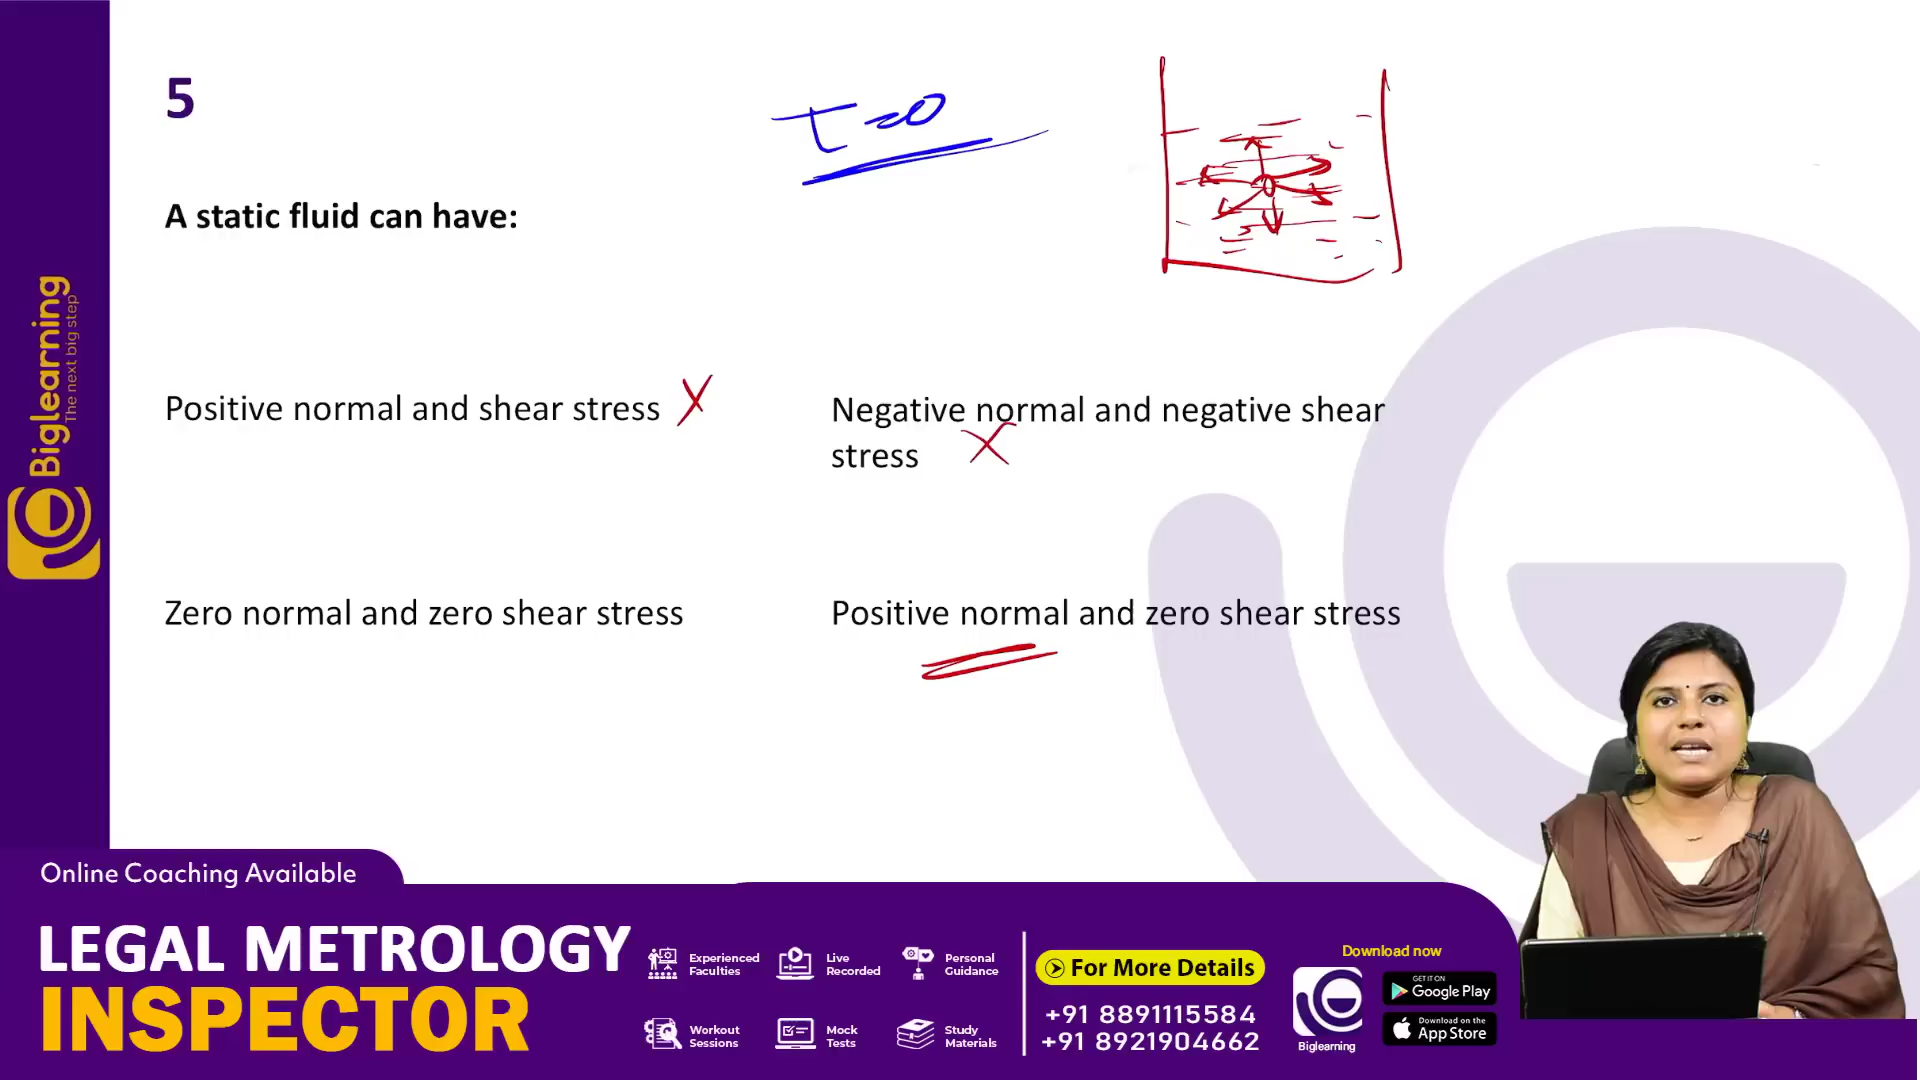 5
τ=0
A static fluid can have:
Positive normal and shear stress
Negative normal and negative shear
stress
Zero normal and zero shear stress
Positive normal and zero shear stress
Biglearning
The next big step
Online Coaching Available
LEGAL METROLOGY
INSPECTOR
Experienced
Faculties
Live
Recorded
Personal
Guidance
Workout
Sessions
Mock
Tests
Study
Materials
For More Details
+91 8891115584
+91 8921904662
Download now
Biglearning
GET IT ON
Google Play
Download on the
App Store